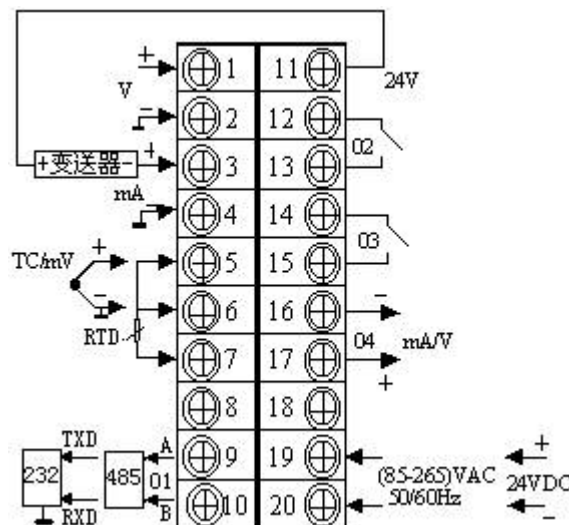 1 11
V 24V
2 12
02
+变送器- 3 13
mA
4 14
03
TC/mV 5 15
6 16
RTD 04 mA/V
7 17
8 18
TXD A
232 485 01 9 19 (85-265)VAC 24VDC
50/60Hz
RXD B 10 20